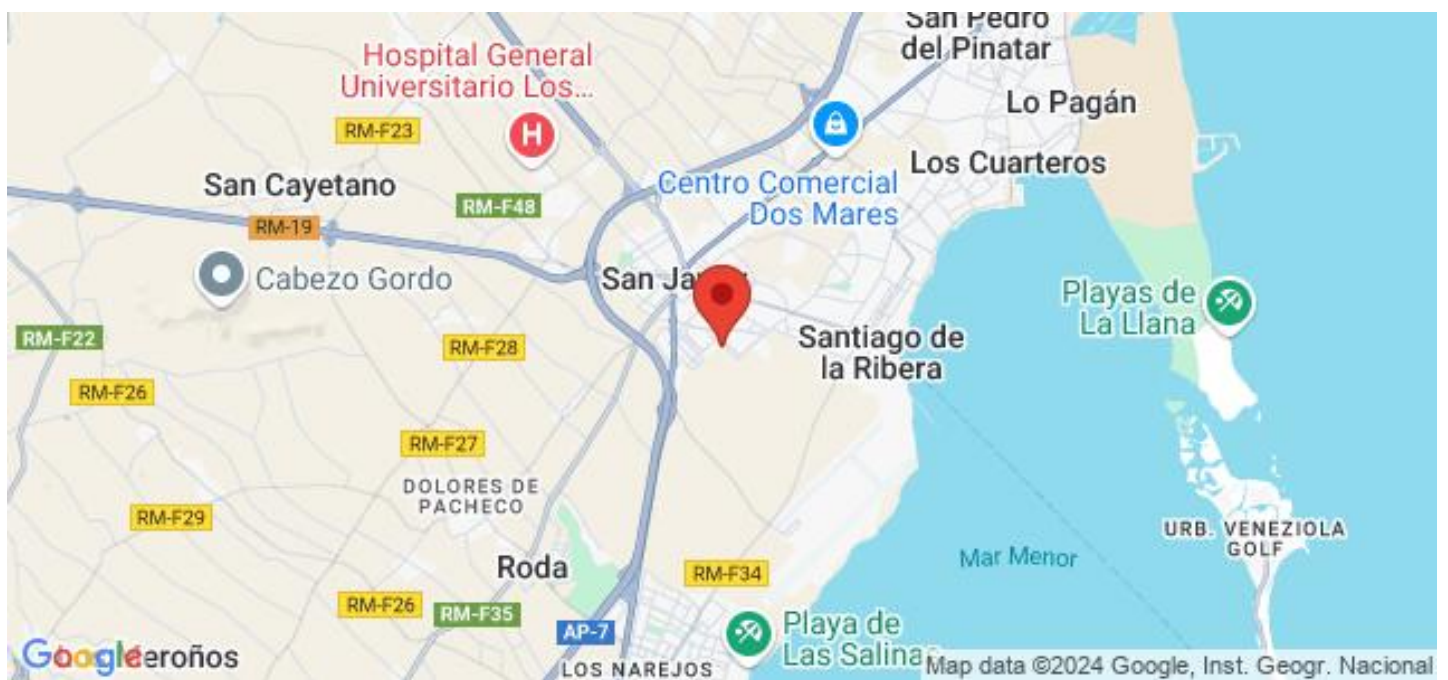 San Pedro
del Pinatar
Hospital General
Universitario Los...
Lo Pagán
RM-F23
H
Los Cuarteros
San Cayetano
Centro Comercial
Dos Mares
RM-F48
RM-19
Cabezo Gordo
San Ja
Playas de
La Llana
RM-F22
RM-F28
Santiago de
la Ribera
RM-F26
RM-F27
DOLORES DE
PACHECO
RM-F29
URB. VENEZIOLA
GOLF
Mar Menor
Roda
RM-F34
RM-F26
RM-F35
AP-7
Playa de
Las Salinas
Google
eroños
LOS NAREJOS
Map data ©2024 Google, Inst. Geogr. Nacional